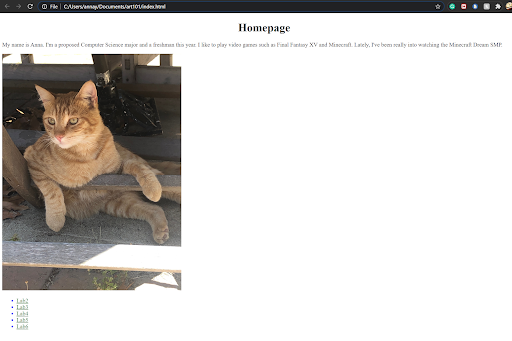 File | C:/Users/annay/Documents/art101/index.html
Homepage
My name is Anna. I'm a proposed Computer Science major and a freshman this year. I like to play video games such as Final Fantasy XV and Minecraft. Lately, I've been really into watching the Minecraft Dream SMP.
Lab2
Lab3
Lab4
Lab5
Lab6